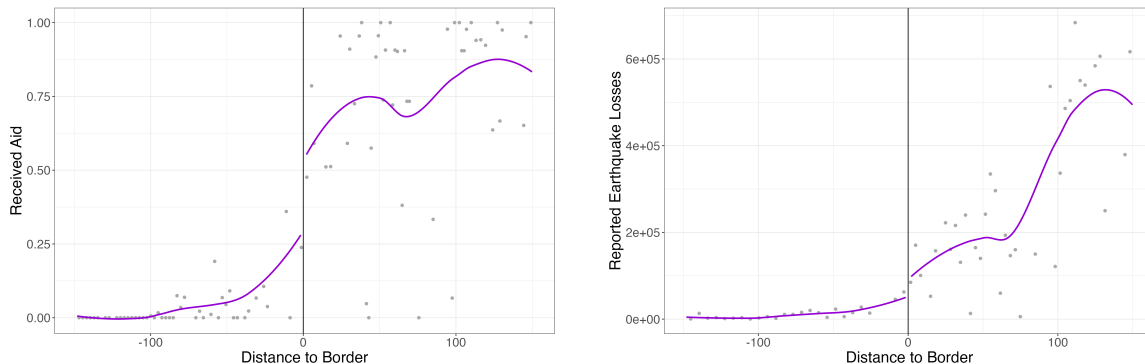 1.00
0.75
0.50
0.25
0.00
Received Aid
-100
0
100
Distance to Border
6e+05
4e+05
2e+05
0e+00
Reported Earthquake Losses
-100
0
100
Distance to Border